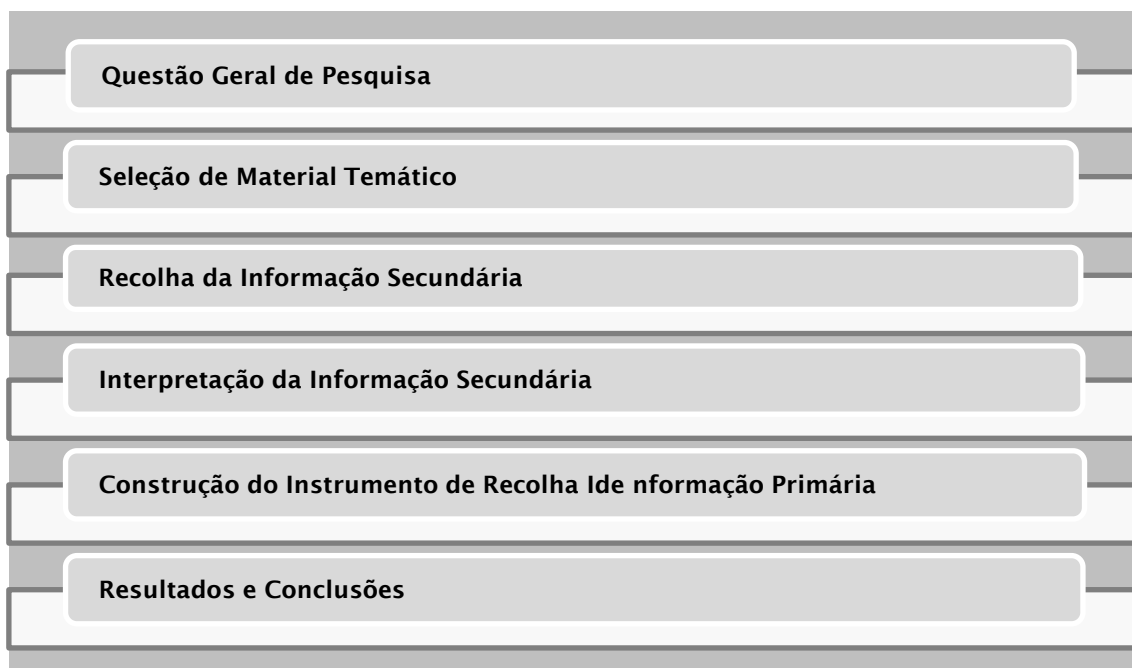 Questão Geral de Pesquisa
Seleção de Material Temático
Recolha da Informação Secundária
Interpretação da Informação Secundária
Construção do Instrumento de Recolha Ide nformação Primária
Resultados e Conclusões